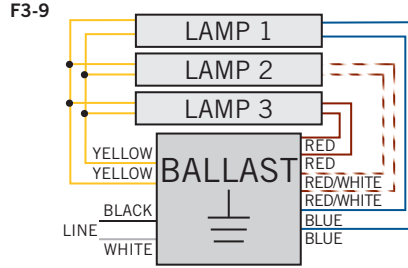 F3-9
LAMP 1
LAMP 2
LAMP 3
BALLAST
YELLOW
YELLOW
BLACK
LINE
WHITE
RED
RED
RED/WHITE
RED/WHITE
BLUE
BLUE